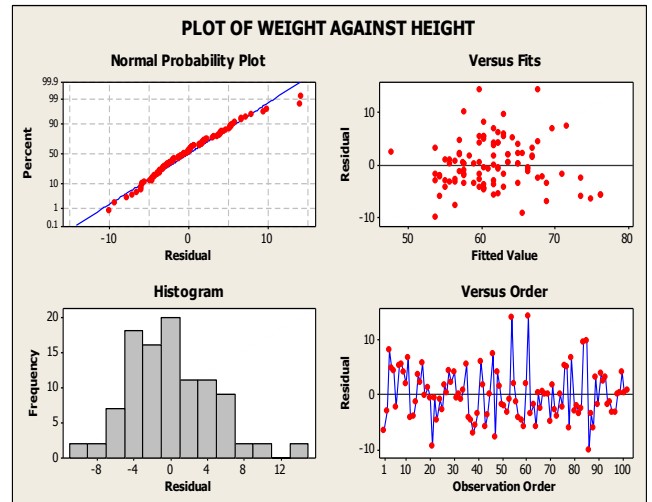 PLOT OF WEIGHT AGAINST HEIGHT
Normal Probability Plot
99.9
99
90
50
10
1
0.1
Percent
-10 0 10
Residual
Versus Fits
10
0
-10
Residual
50 60 70 80
Fitted Value
Histogram
20
15
10
5
0
Frequency
-8 -4 0 4 8 12
Residual
Versus Order
10
0
-10
Residual
1 10 20 30 40 50 60 70 80 90 100
Observation Order